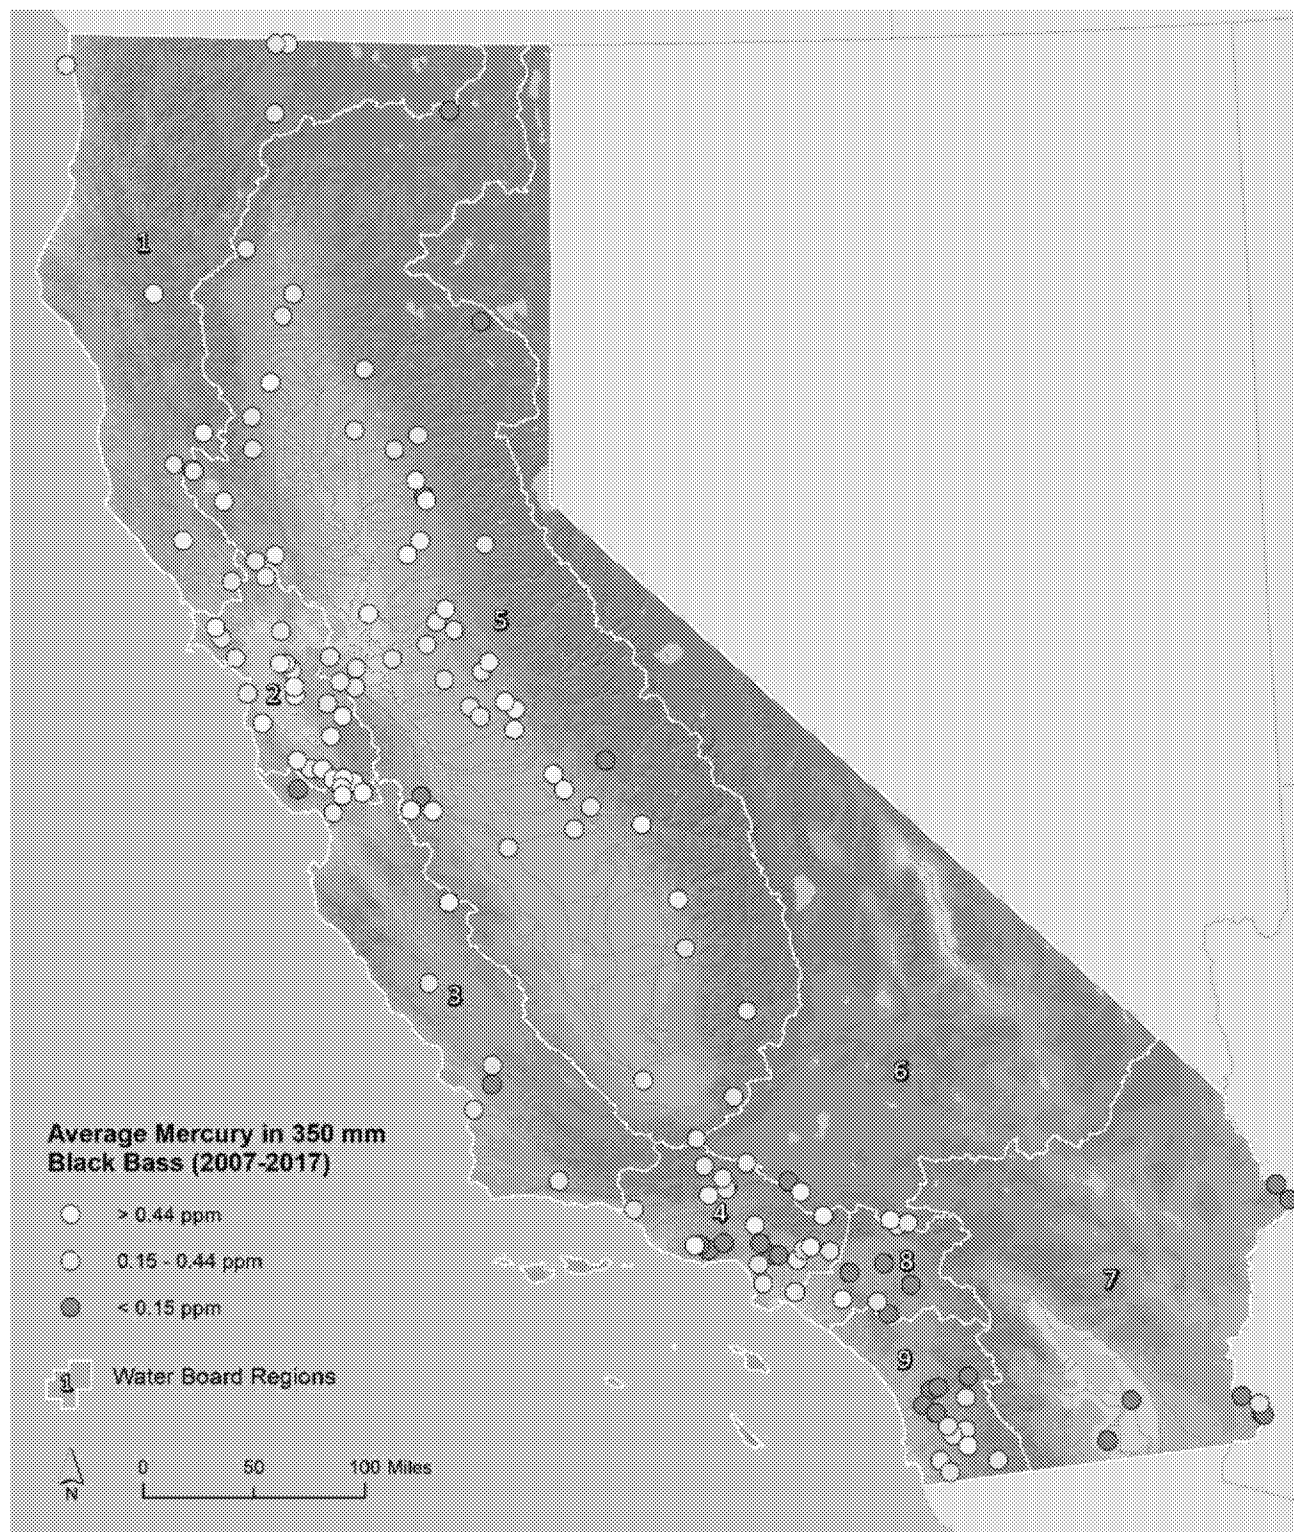 1
5
2
3
6
4
8
7
9
Average Mercury in 350 mm
Black Bass (2007-2017)
> 0.44 ppm
0.15 - 0.44 ppm
< 0.15 ppm
1 Water Board Regions
N 0 50 100 Miles